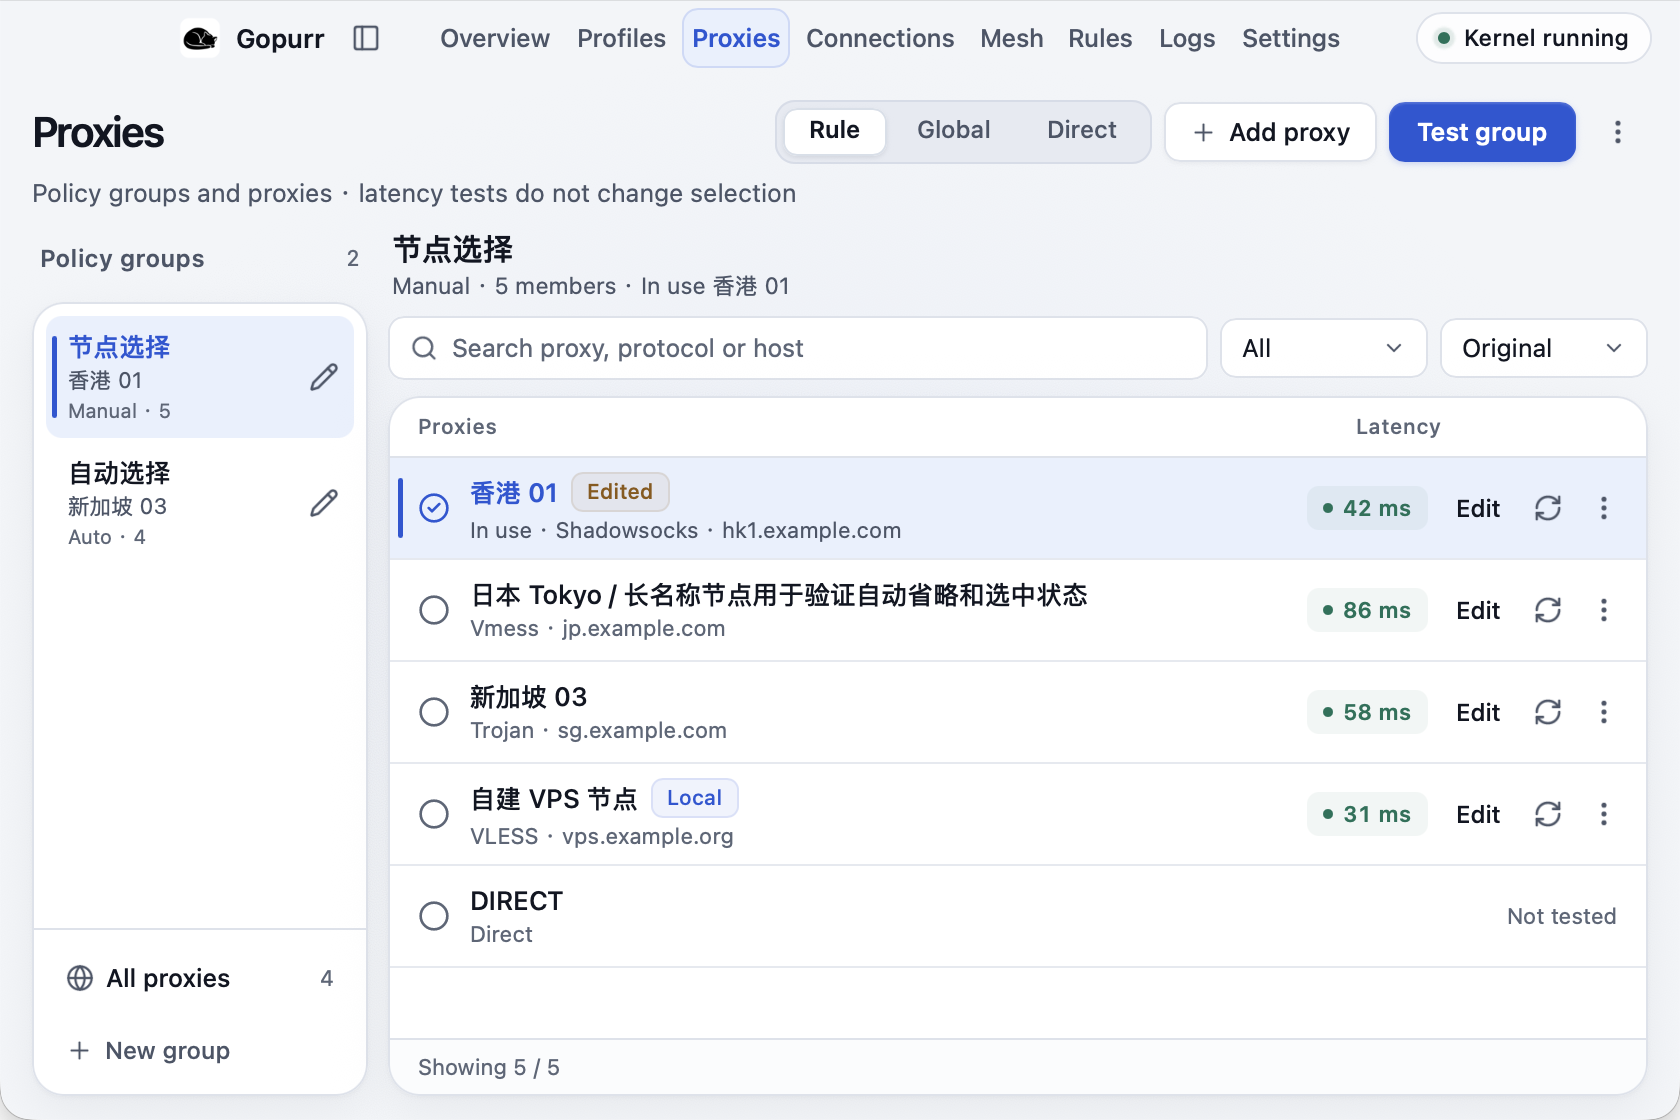 Gopurr
Overview Profiles Proxies Connections Mesh Rules Logs Settings
Kernel running
Proxies
Rule Global Direct
Add proxy
Test group
Policy groups and proxies · latency tests do not change selection
Policy groups 2
节点选择
香港 01
Manual · 5
自动选择
新加坡 03
Auto · 4
All proxies 4
New group
节点选择
Manual · 5 members · In use 香港 01
Search proxy, protocol or host
All
Original
Proxies Latency
香港 01 Edited
In use · Shadowsocks · hk1.example.com
42 ms Edit
日本 Tokyo / 长名称节点用于验证自动省略和选中状态
Vmess · jp.example.com
86 ms Edit
新加坡 03
Trojan · sg.example.com
58 ms Edit
自建 VPS 节点 Local
VLESS · vps.example.org
31 ms Edit
DIRECT
Direct
Not tested
Showing 5 / 5